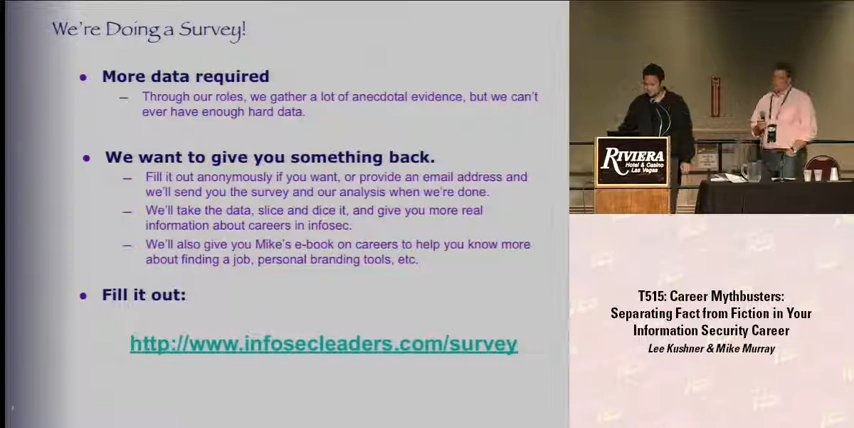 We're Doing a Survey!
• More data required
– Through our roles, we gather a lot of anecdotal evidence, but we can't
ever have enough hard data.
• We want to give you something back.
– Fill it out anonymously if you want, or provide an email address and
we'll send you the survey and our analysis when we're done.
– We'll take the data, slice and dice it, and give you more real
information about careers in infosec.
– We'll also give you Mike's e-book on careers to help you know more
about finding a job, personal branding tools, etc.
• Fill it out:
http://www.infosecleaders.com/survey
RIVIERA
Hotel & Casino
Las Vegas
T515: Career Mythbusters:
Separating Fact from Fiction in Your
Information Security Career
Lee Kushner & Mike Murray